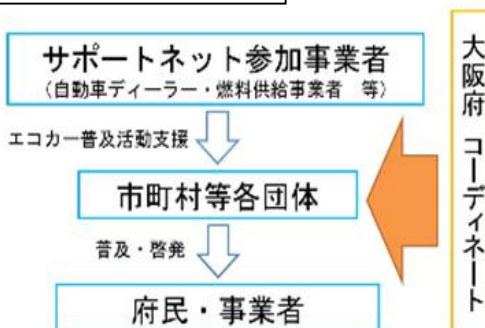 サポートネット参加事業者
(自動車ディーラー・燃料供給事業者　等)
エコカー普及活動支援
市町村等各団体
普及・啓発
府民・事業者
大阪府　コーディネート